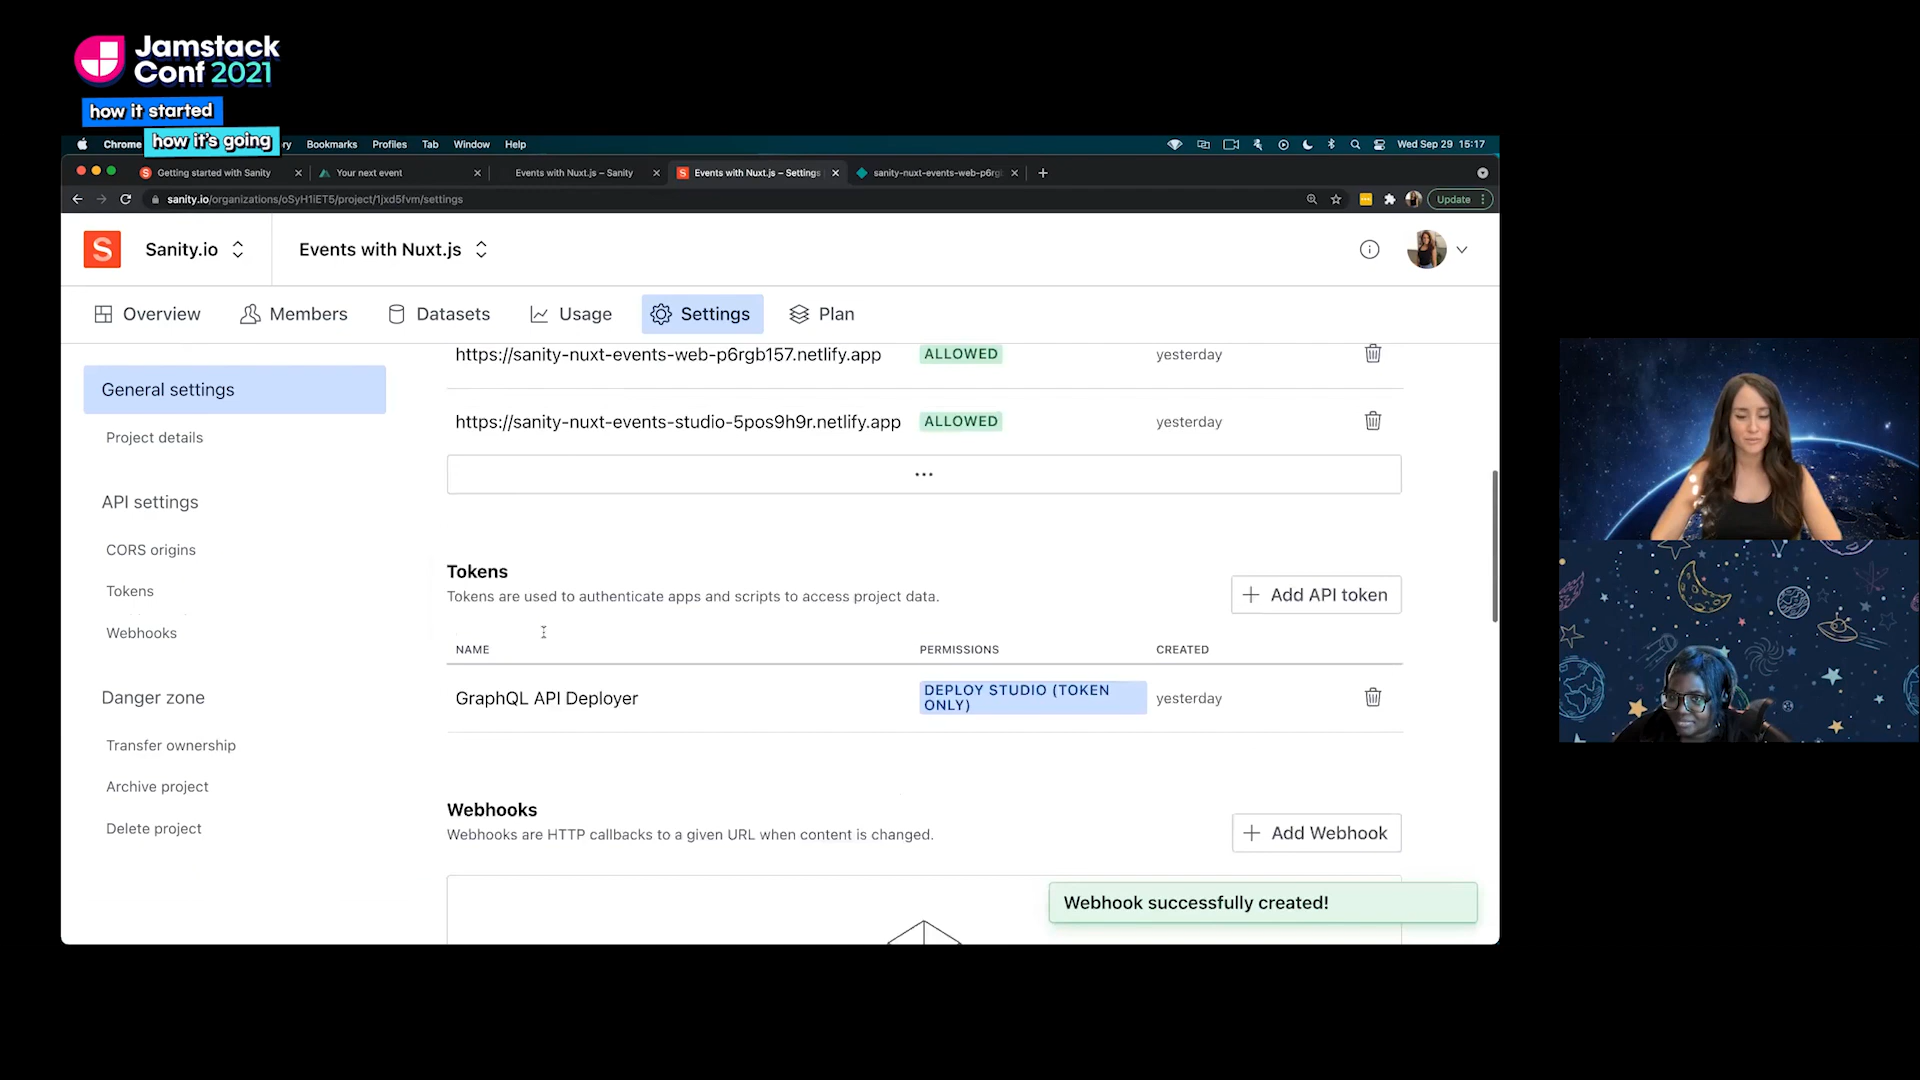 Jamstack
Conf 2021
how it started
how it's going
Chrome
Bookmarks
Profiles
Tab
Window
Help
Wed Sep 29 15:17
Getting started with Sanity
Your next event
Events with Nuxt.js – Sanity
Events with Nuxt.js – Settings
sanity-nuxt-events-web-p6rgb
sanity.io/organizations/oSyH1iET5/project/1jxd5fvm/settings
Update
S
Sanity.io
Events with Nuxt.js
Overview
Members
Datasets
Usage
Settings
Plan
General settings
Project details
API settings
CORS origins
Tokens
Webhooks
Danger zone
Transfer ownership
Archive project
Delete project
https://sanity-nuxt-events-web-p6rgb157.netlify.app ALLOWED yesterday
https://sanity-nuxt-events-studio-5pos9h9r.netlify.app ALLOWED yesterday
...
Tokens
Tokens are used to authenticate apps and scripts to access project data.
+ Add API token
NAME PERMISSIONS CREATED
GraphQL API Deployer DEPLOY STUDIO (TOKEN
ONLY) yesterday
Webhooks
Webhooks are HTTP callbacks to a given URL when content is changed.
+ Add Webhook
Webhook successfully created!